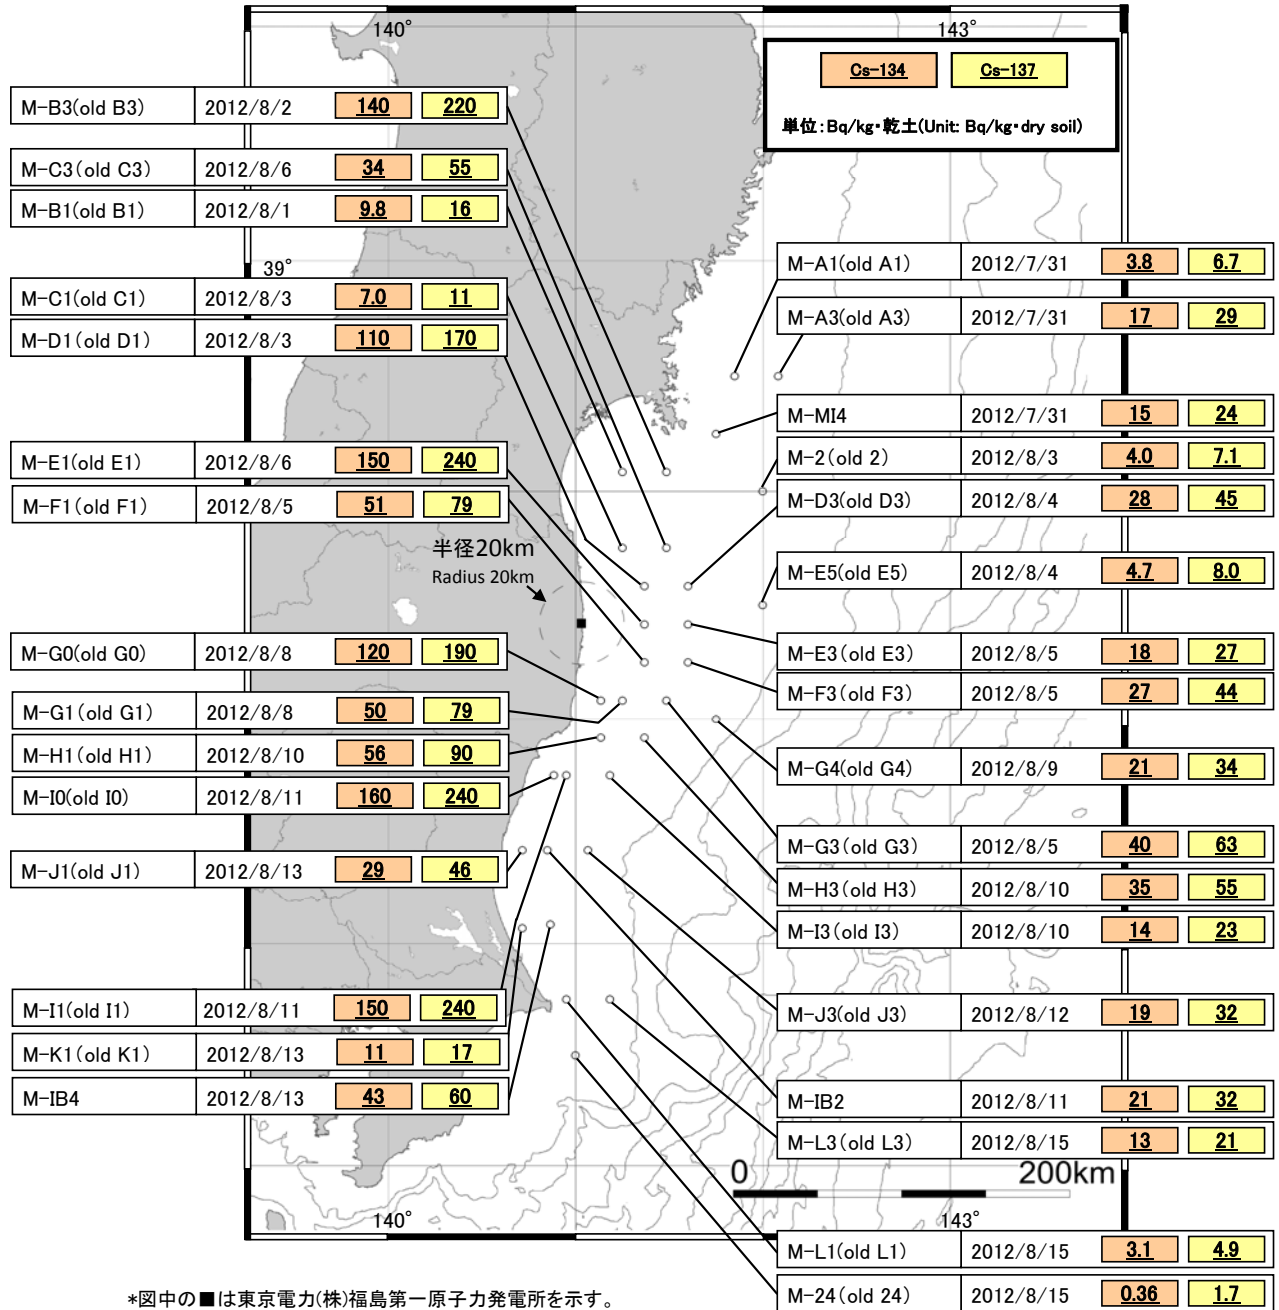 140°
143°
Cs-134 Cs-137
単位:Bq/kg・乾土(Unit: Bq/kg・dry soil)
M-B3(old B3) 2012/8/2 140 220
M-C3(old C3) 2012/8/6 34 55
M-B1(old B1) 2012/8/1 9.8 16
39°
M-C1(old C1) 2012/8/3 7.0 11
M-D1(old D1) 2012/8/3 110 170
M-E1(old E1) 2012/8/6 150 240
M-F1(old F1) 2012/8/5 51 79
半径20km
Radius 20km
M-G0(old G0) 2012/8/8 120 190
M-G1(old G1) 2012/8/8 50 79
M-H1(old H1) 2012/8/10 56 90
M-I0(old I0) 2012/8/11 160 240
M-J1(old J1) 2012/8/13 29 46
M-I1(old I1) 2012/8/11 150 240
M-K1(old K1) 2012/8/13 11 17
M-IB4 2012/8/13 43 60
M-A1(old A1) 2012/7/31 3.8 6.7
M-A3(old A3) 2012/7/31 17 29
M-MI4 2012/7/31 15 24
M-2(old 2) 2012/8/3 4.0 7.1
M-D3(old D3) 2012/8/4 28 45
M-E5(old E5) 2012/8/4 4.7 8.0
M-E3(old E3) 2012/8/5 18 27
M-F3(old F3) 2012/8/5 27 44
M-G4(old G4) 2012/8/9 21 34
M-G3(old G3) 2012/8/5 40 63
M-H3(old H3) 2012/8/10 35 55
M-I3(old I3) 2012/8/10 14 23
M-J3(old J3) 2012/8/12 19 32
M-IB2 2012/8/11 21 32
M-L3(old L3) 2012/8/15 13 21
0 200km
140°
143°
M-L1(old L1) 2012/8/15 3.1 4.9
M-24(old 24) 2012/8/15 0.36 1.7
*図中の■は東京電力(株)福島第一原子力発電所を示す。